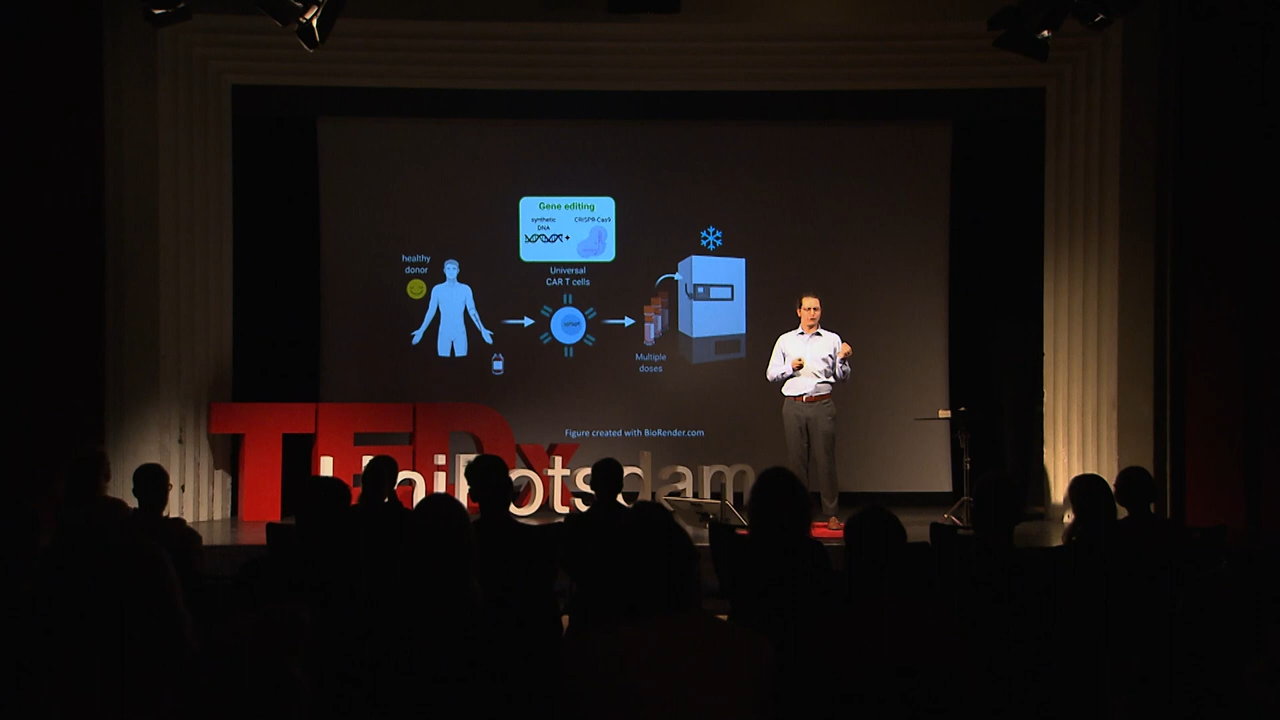 Gene editing
synthetic
DNA
+
CRISPR-Cas9
healthy
donor
Universal
CAR T cells
Multiple
doses
Figure created with BioRender.com
TEDx
UniPotsdam